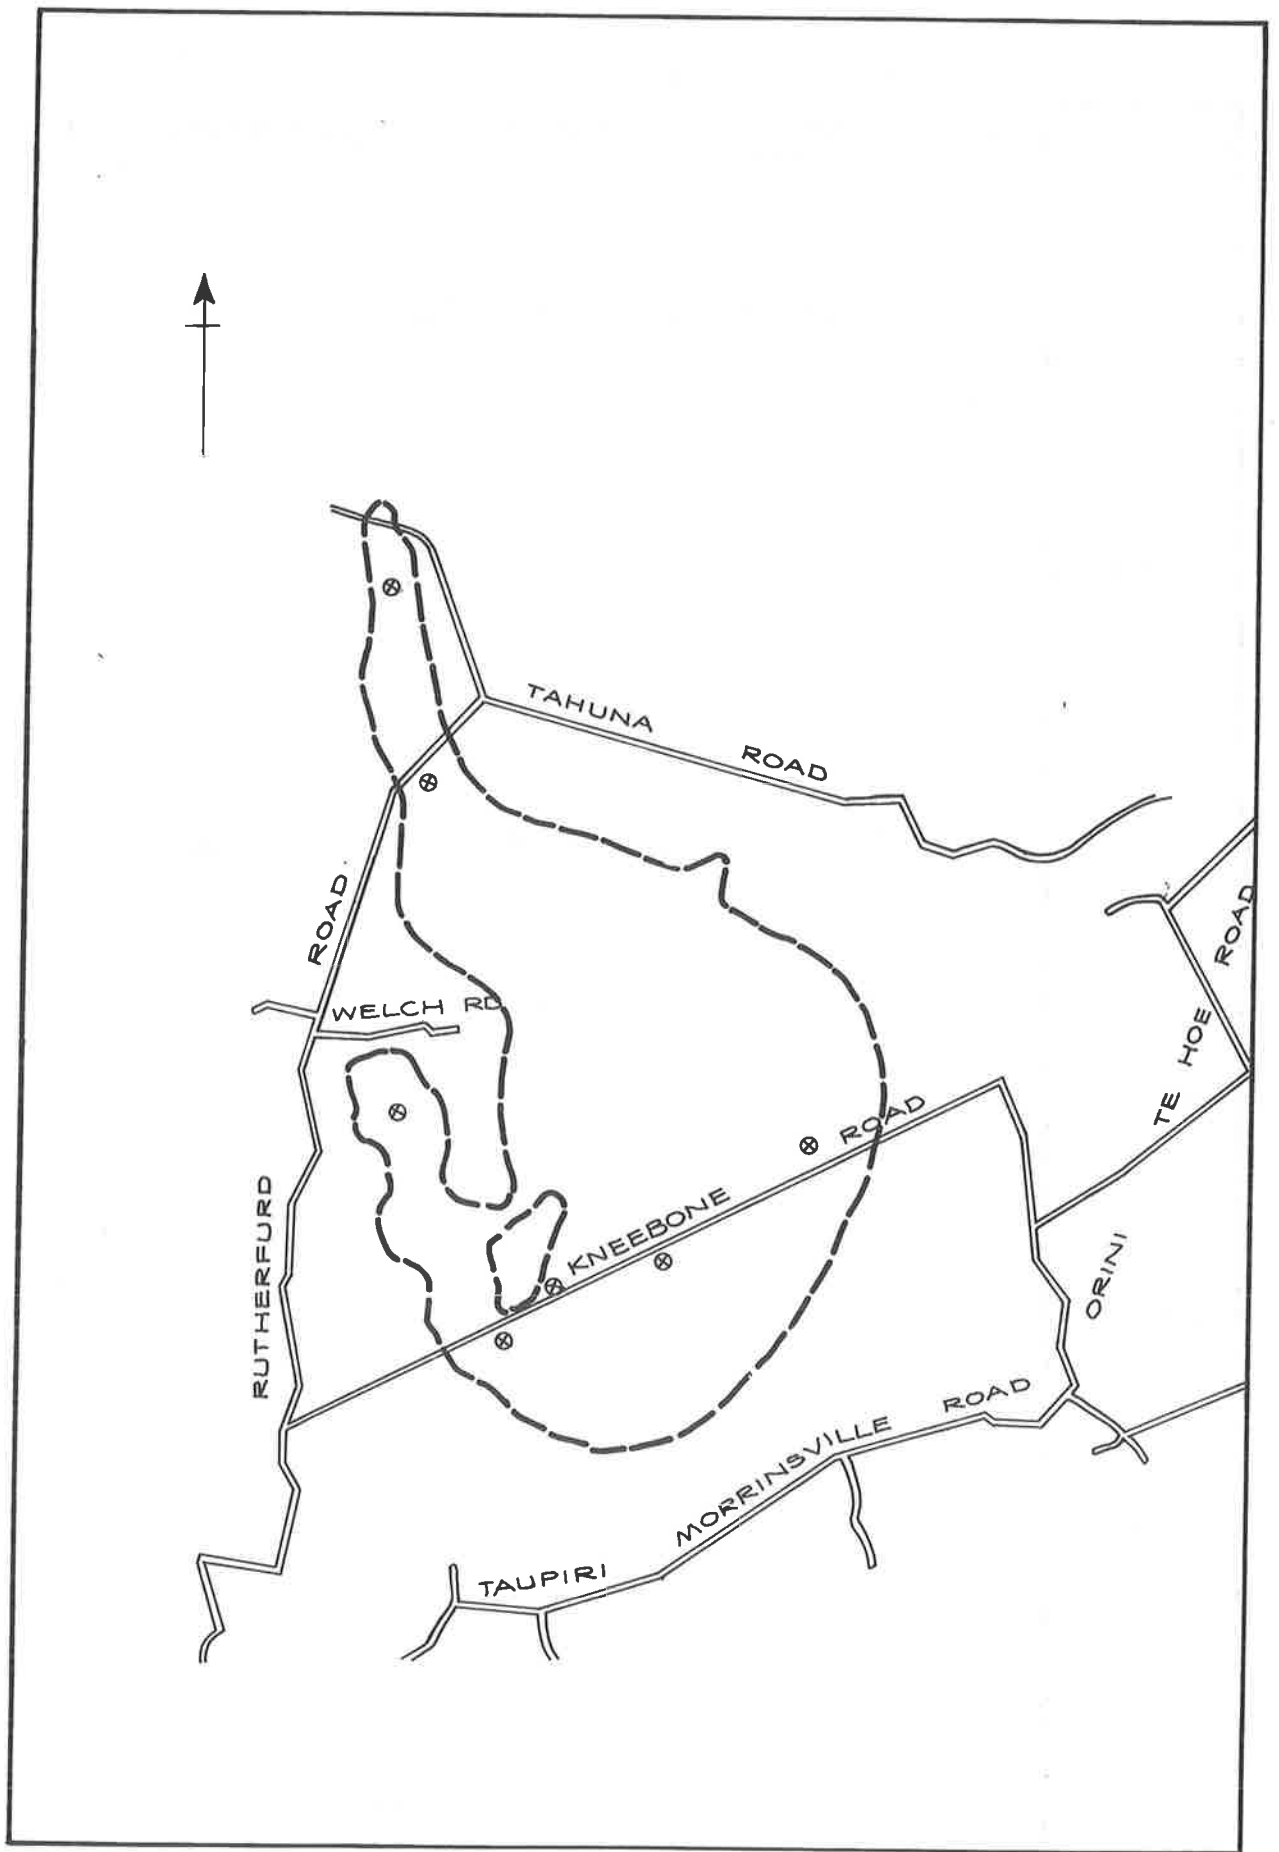 TAHUNA ROAD
ROAD
WELCH RD
TE HOE ROAD
KNEEBONE ROAD
RUTHERFURD
ORINI
TAUPIRI MORRINSVILLE ROAD